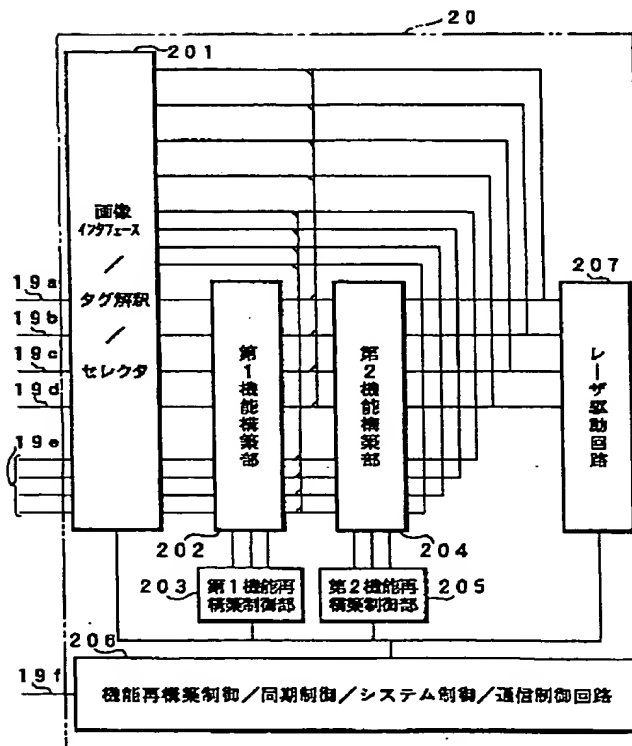 20
201
画像
インタフェース
／
タグ解釈
／
セレクタ
19a
19b
19c
19d
19e
第1機能構築部
第2機能構築部
207
レーザ駆動回路
202
204
203
第1機能再
構築制御部
第2機能再
構築制御部
205
206
19f
機能再構築制御／同期制御／システム制御／通信制御回路